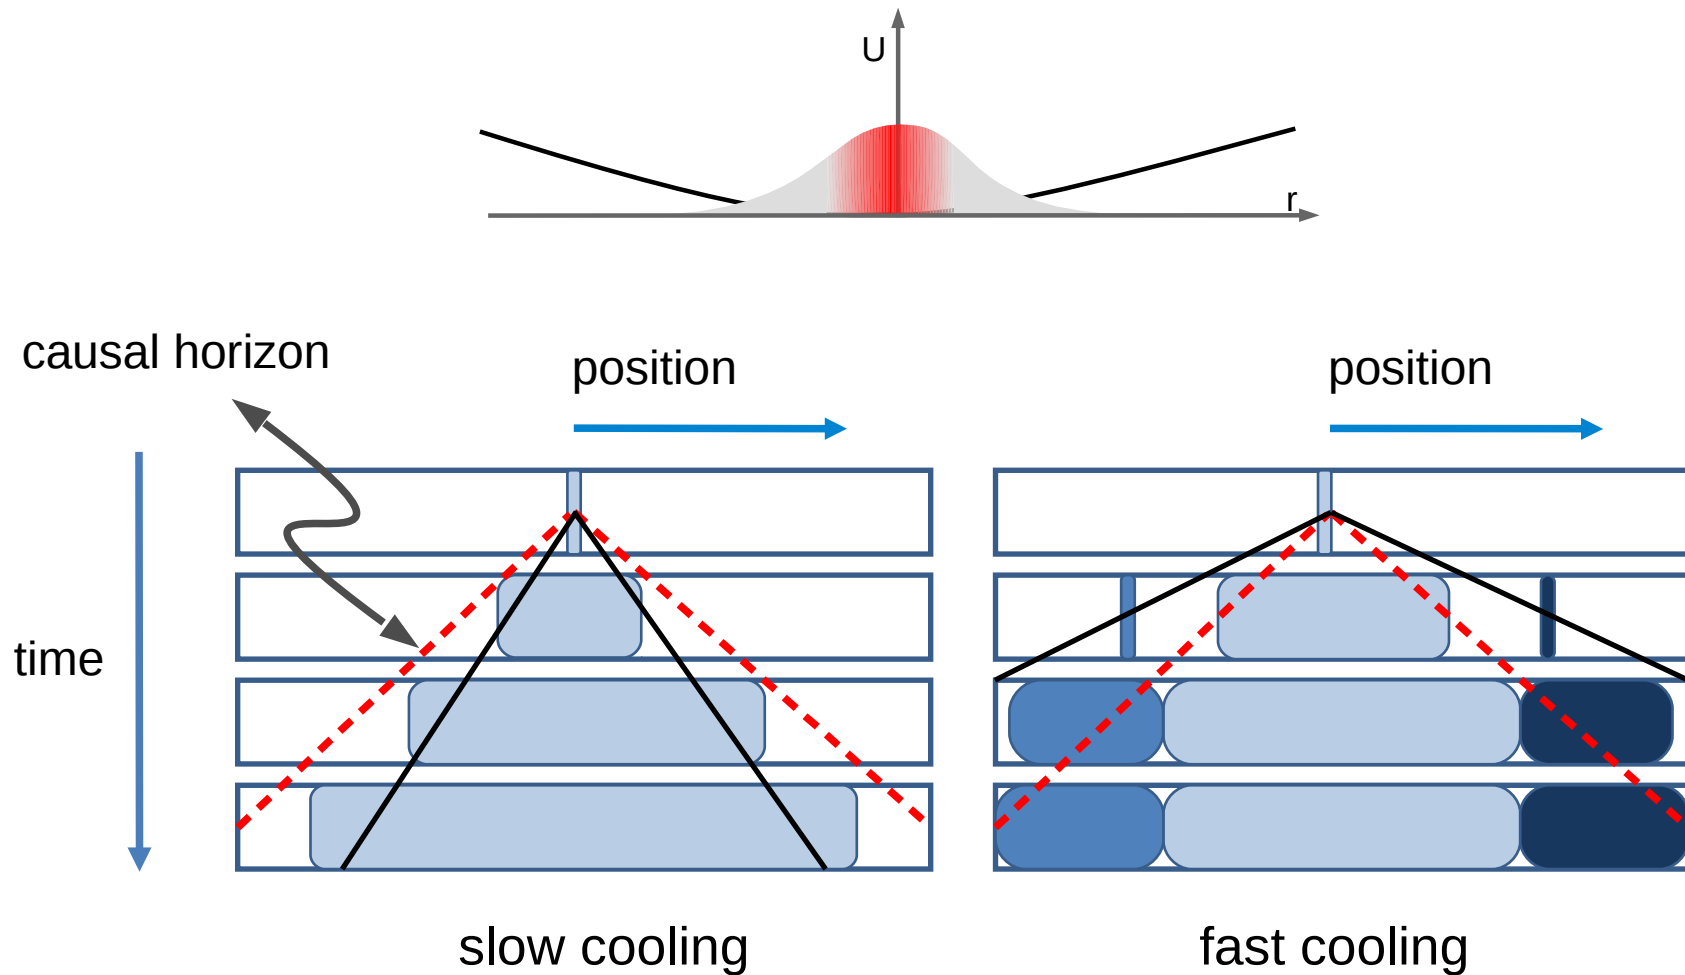 U
r
causal horizon
position
position
time
slow cooling
fast cooling